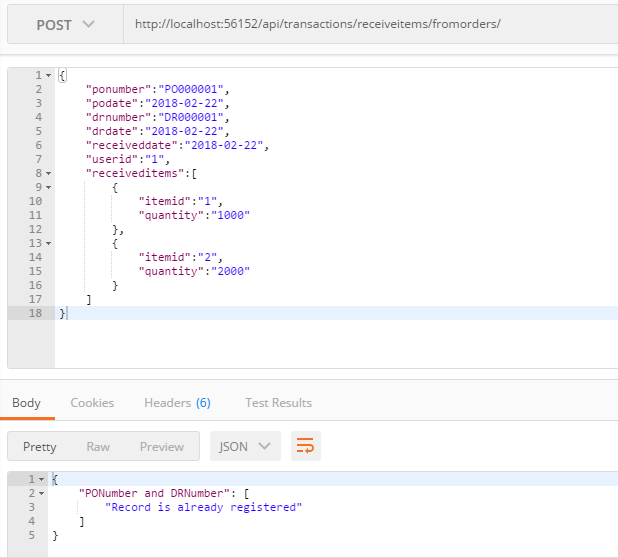 POST http://localhost:56152/api/transactions/receiveitems/fromorders/
1 {
2 "ponumber":"PO000001",
3 "podate":"2018-02-22",
4 "drnumber":"DR000001",
5 "drdate":"2018-02-22",
6 "receiveddate":"2018-02-22",
7 "userid":"1",
8 "receiveditems":[
9 {
10 "itemid":"1",
11 "quantity":"1000"
12 },
13 {
14 "itemid":"2",
15 "quantity":"2000"
16 }
17 ]
18 }
Body Cookies Headers (6) Test Results
Pretty Raw Preview JSON
1 {
2 "PONumber and DRNumber": [
3 "Record is already registered"
4 ]
5 }